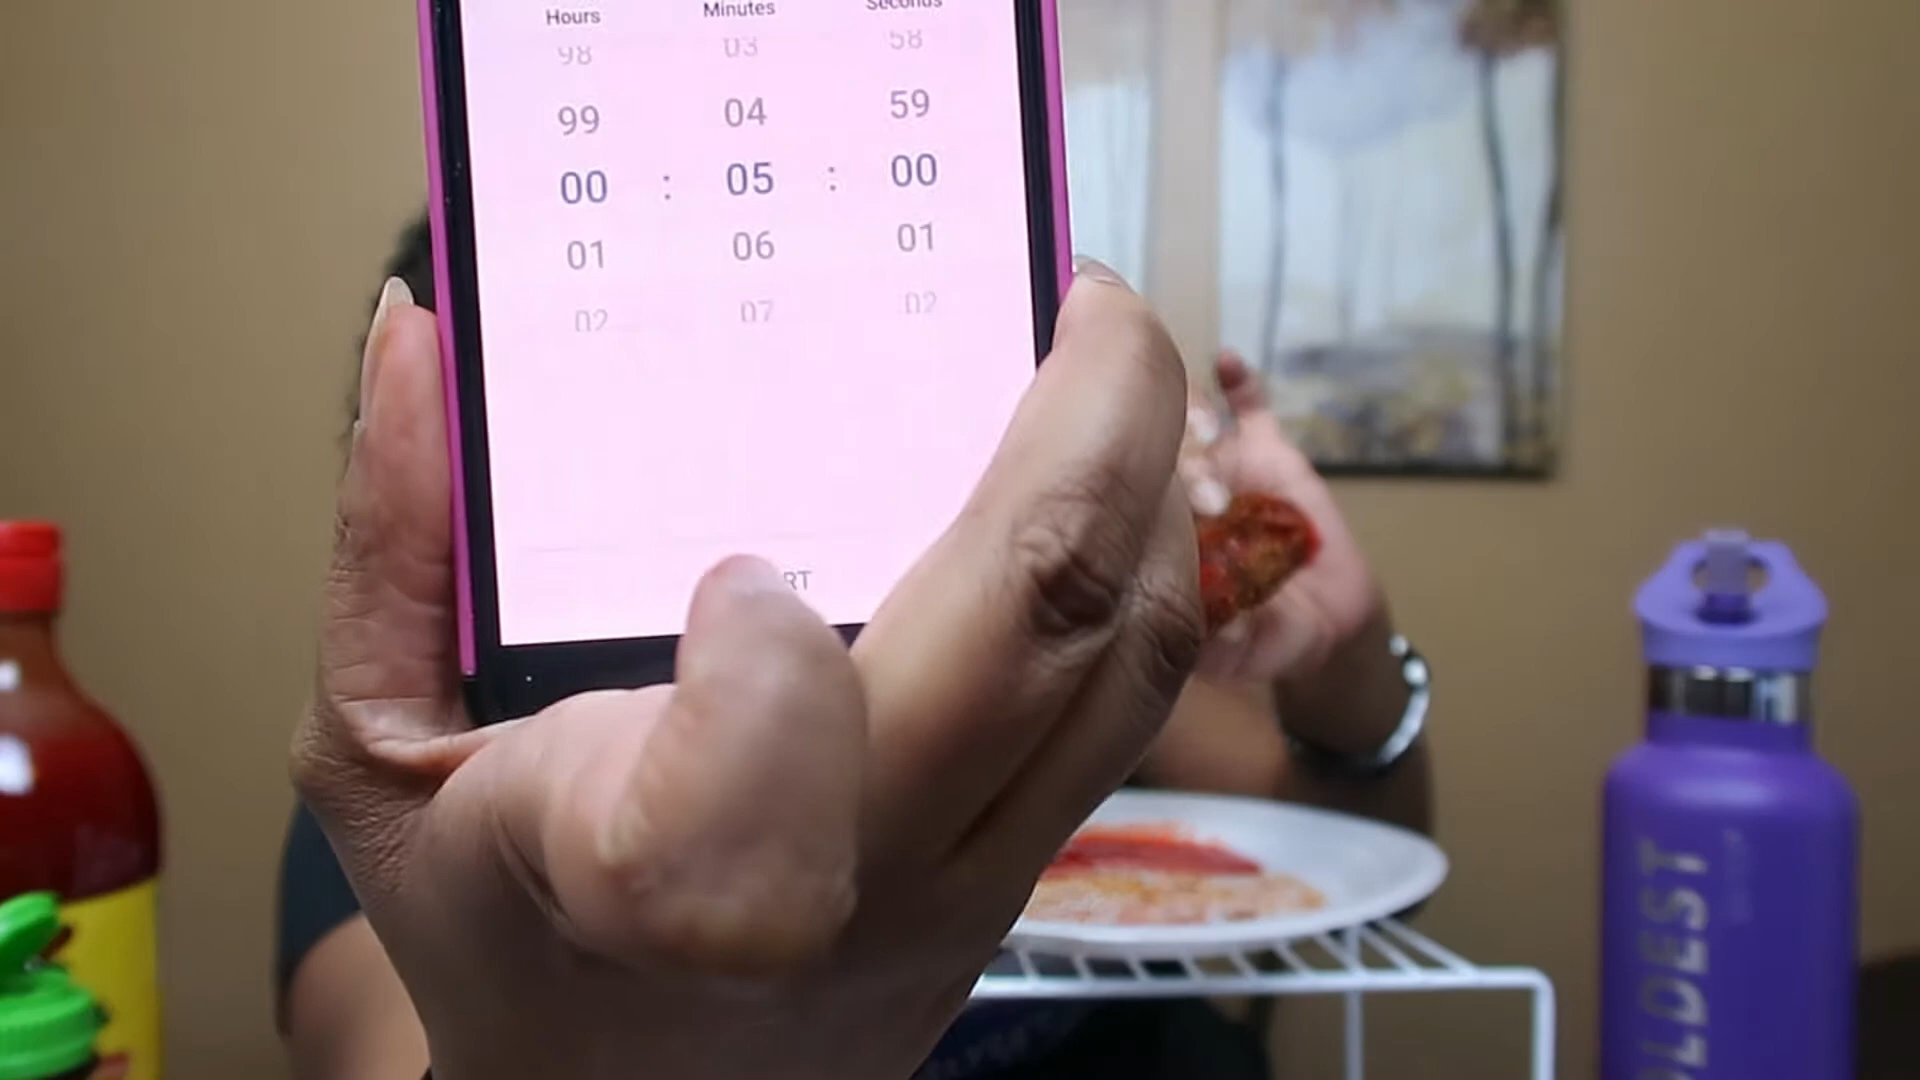 Hours Minutes Seconds
98 03 58
99 04 59
00 : 05 : 00
01 06 01
02 07 02
RT
OLDEST